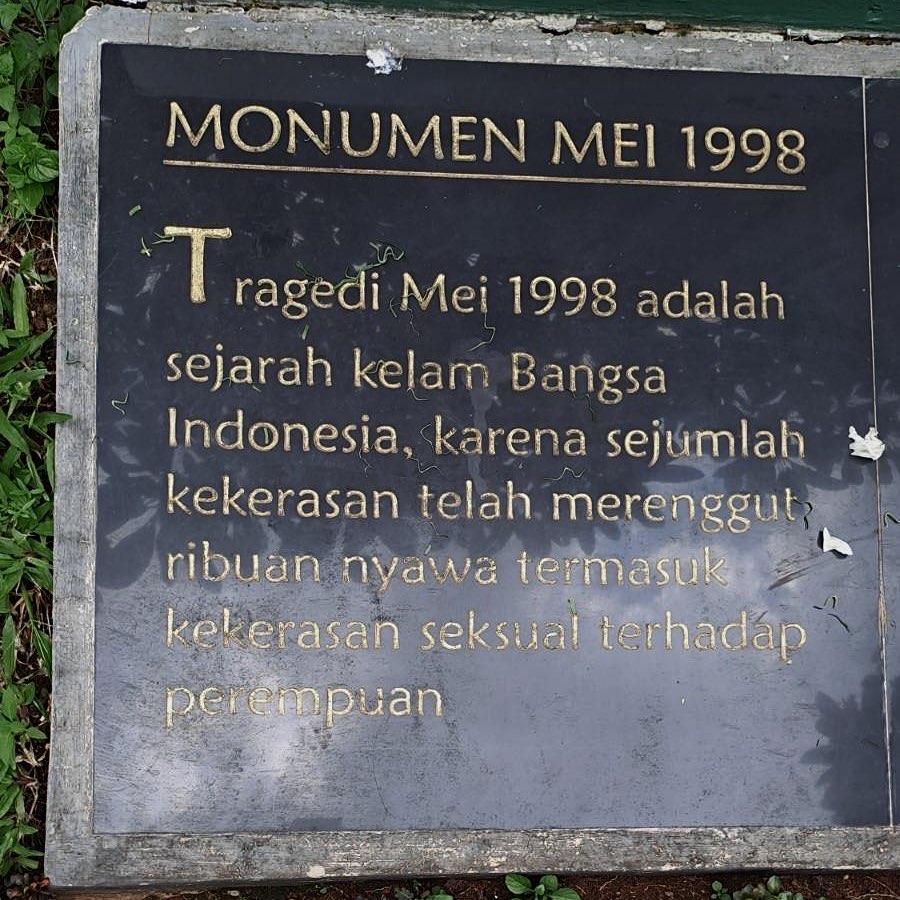 MONUMEN MEI 1998
Tragedi Mei 1998 adalah
sejarah kelam Bangsa
Indonesia, karena sejumlah
kekerasan telah merenggut
ribuan nyawa termasuk
kekerasan seksual terhadap
perempuan